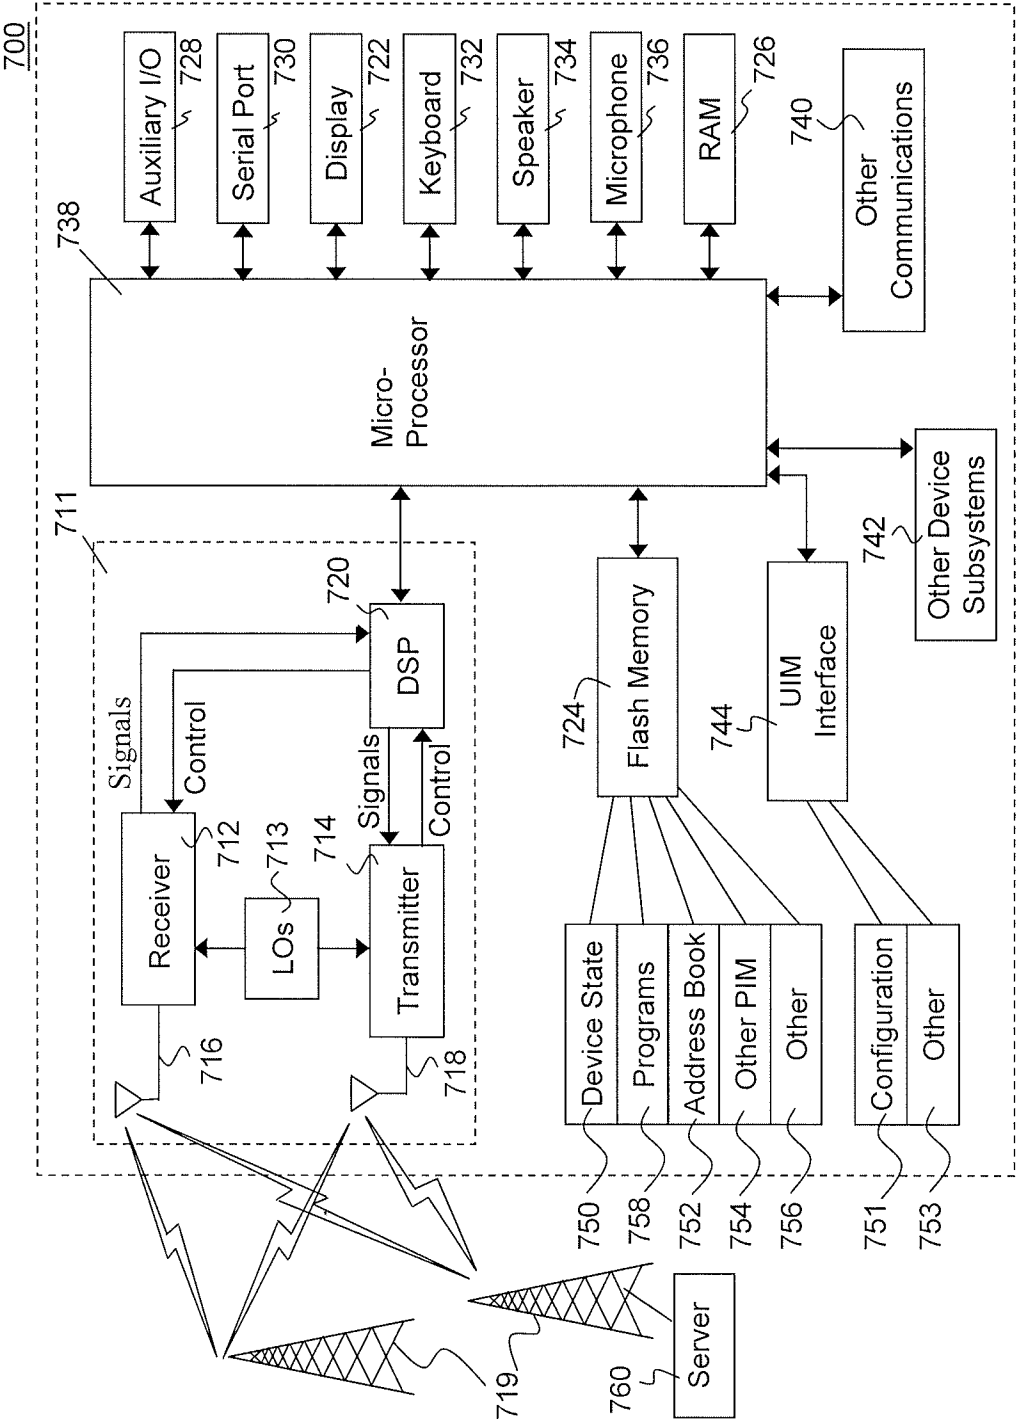 700
738
Auxiliary I/O
728
Serial Port
730
Display
722
Keyboard
732
Speaker
734
Microphone
736
RAM
726
Other
Communications
740
Micro-
Processor
711
Signals
Control
DSP
720
Signals
Control
Receiver
712
LOs
713
Transmitter
714
716
718
Flash Memory
724
UIM
Interface
744
Other Device
Subsystems
742
Device State
Programs
Address Book
Other PIM
Other
Configuration
Other
750
758
752
754
756
751
753
719
Server
760